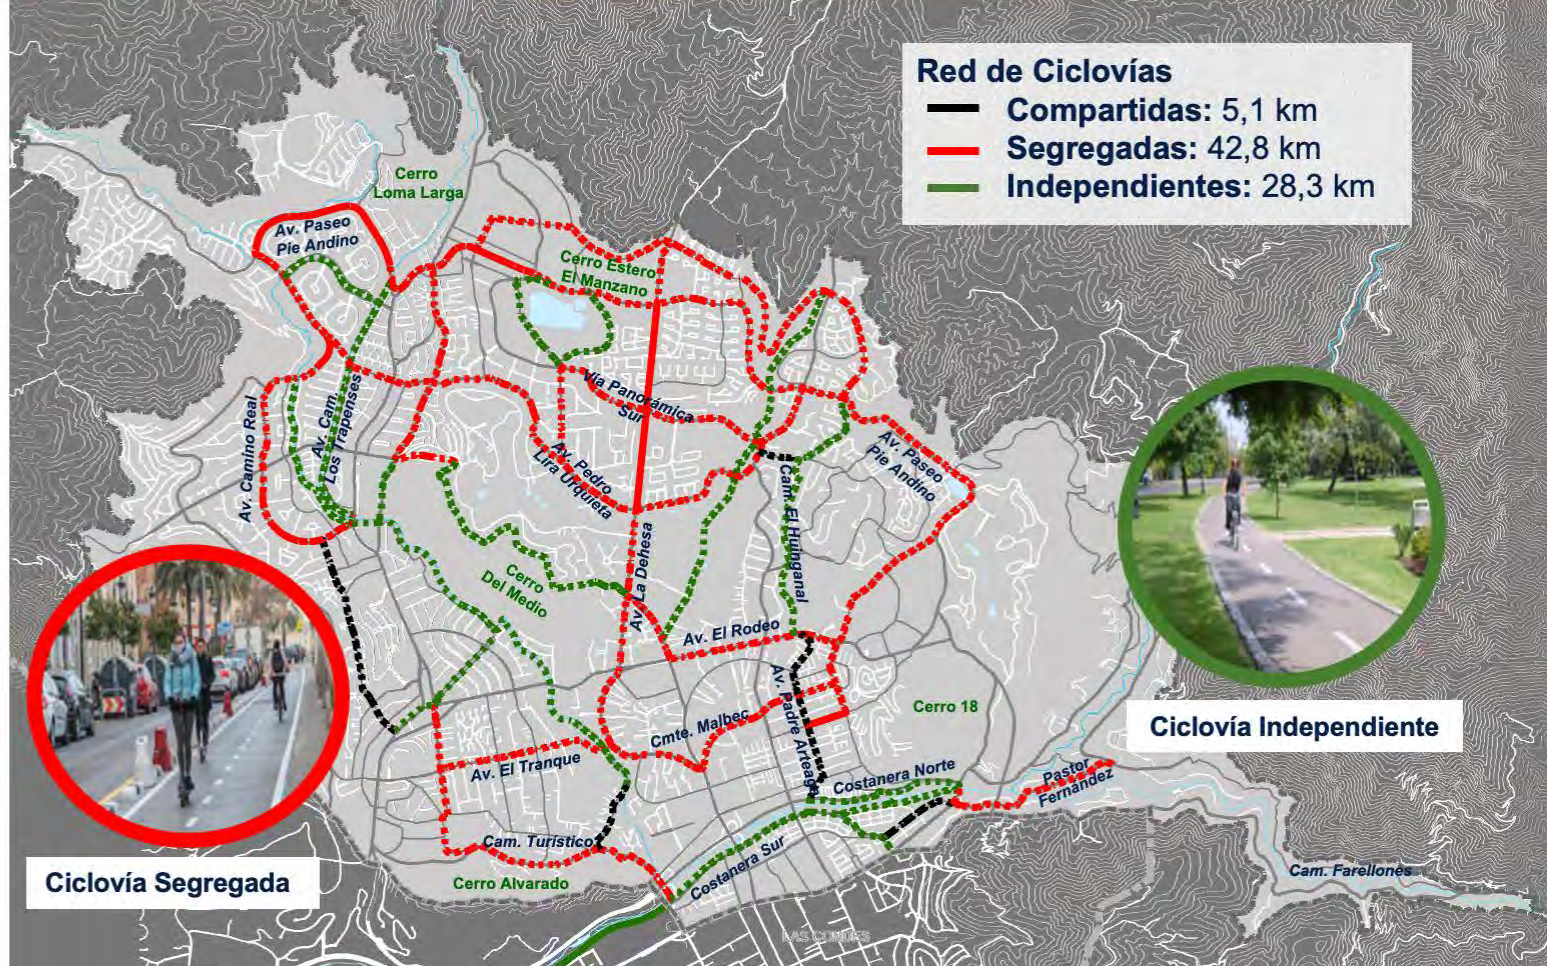 Red de Ciclovías
Compartidas: 5,1 km
Segregadas: 42,8 km
Independientes: 28,3 km
Cerro
Loma Larga
Av. Paseo
Pie Andino
Cerro Estero
El Manzano
Av. Camino Real
Av. Cam.
Los Trapenses
Vía Panorámica
Sur
Av. Pedro
Lira Urquieta
Av. Paseo
Pie Andino
Cam. El Huinganal
Av. La Dehesa
Cerro
Del Medio
Av. El Rodeo
Av. Padre Arteaga
Cerro 18
Cmte. Malbec
Av. El Tranque
Costanera Norte
Pastor
Fernández
Cam. Turístico
Costanera Sur
Cerro Alvarado
Cam. Farellones
LAS CONDES
Ciclovía Segregada
Ciclovía Independiente